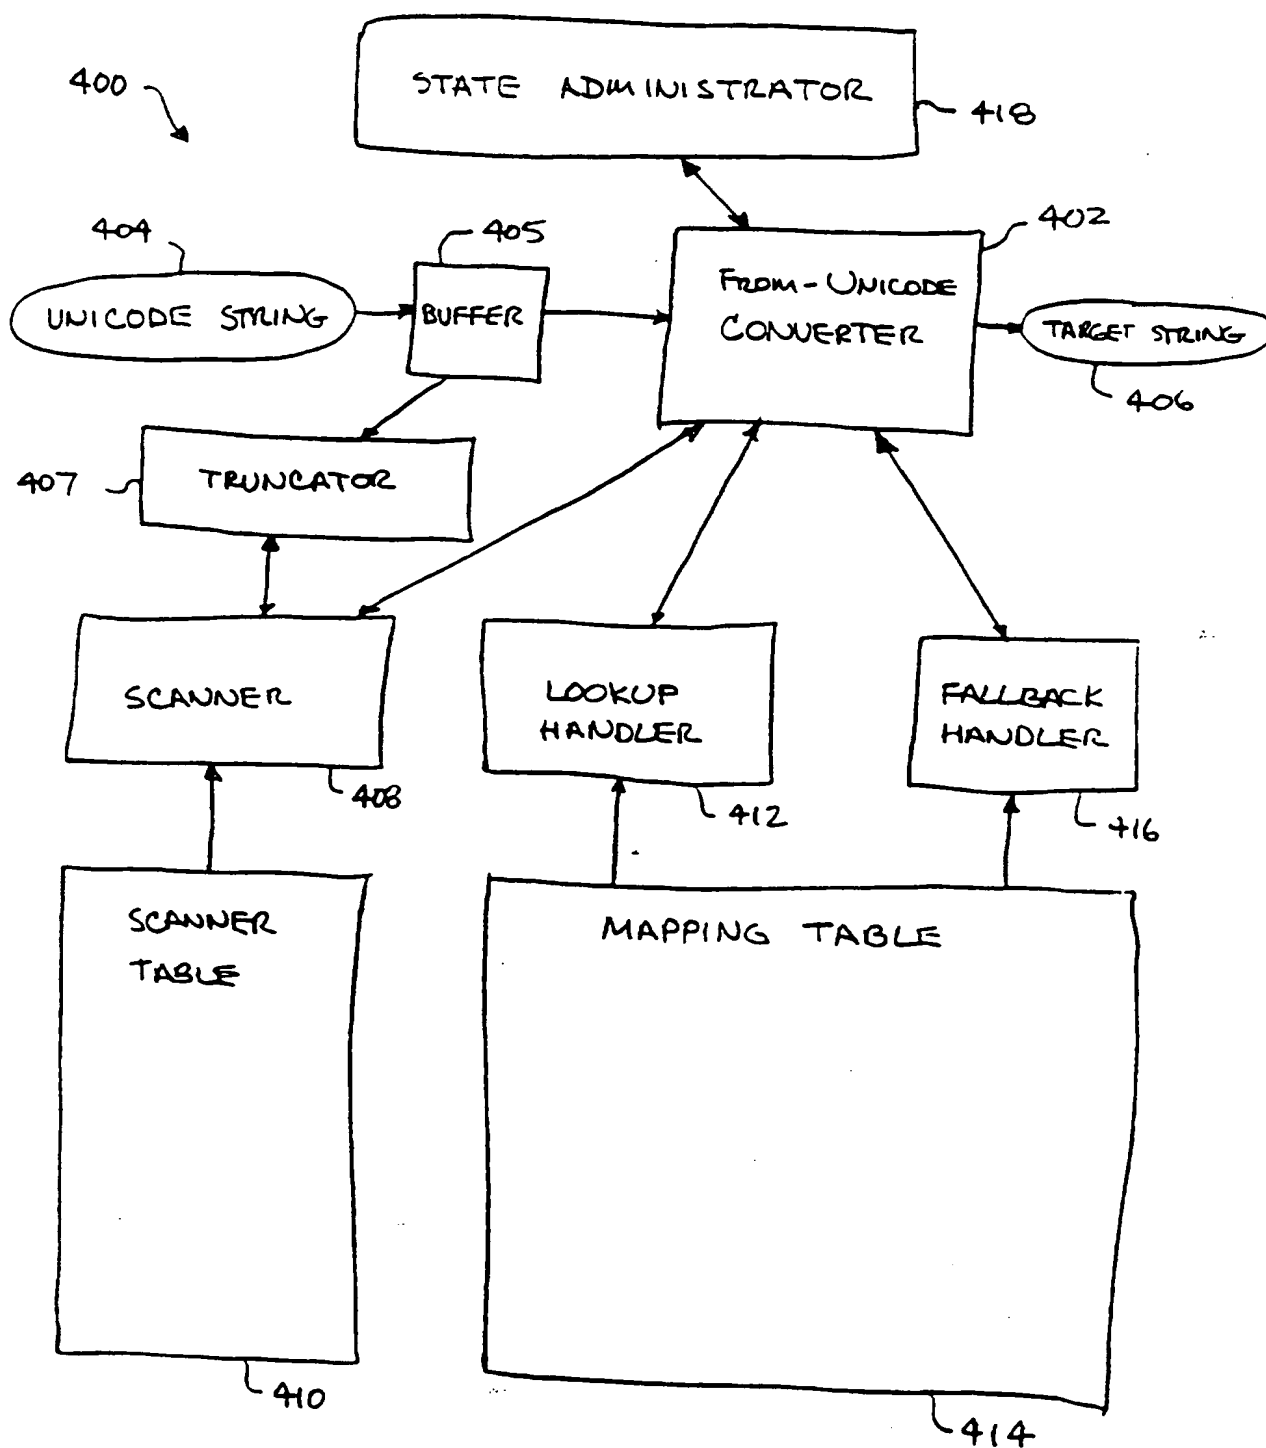 STATE ADMINISTRATOR
400
418
404
405
402
UNICODE STRING
BUFFER
FROM-UNICODE
CONVERTER
TARGET STRING
406
407
TRUNCATOR
SCANNER
LOOKUP
HANDLER
FALLBACK
HANDLER
408
412
416
SCANNER
TABLE
MAPPING TABLE
410
414